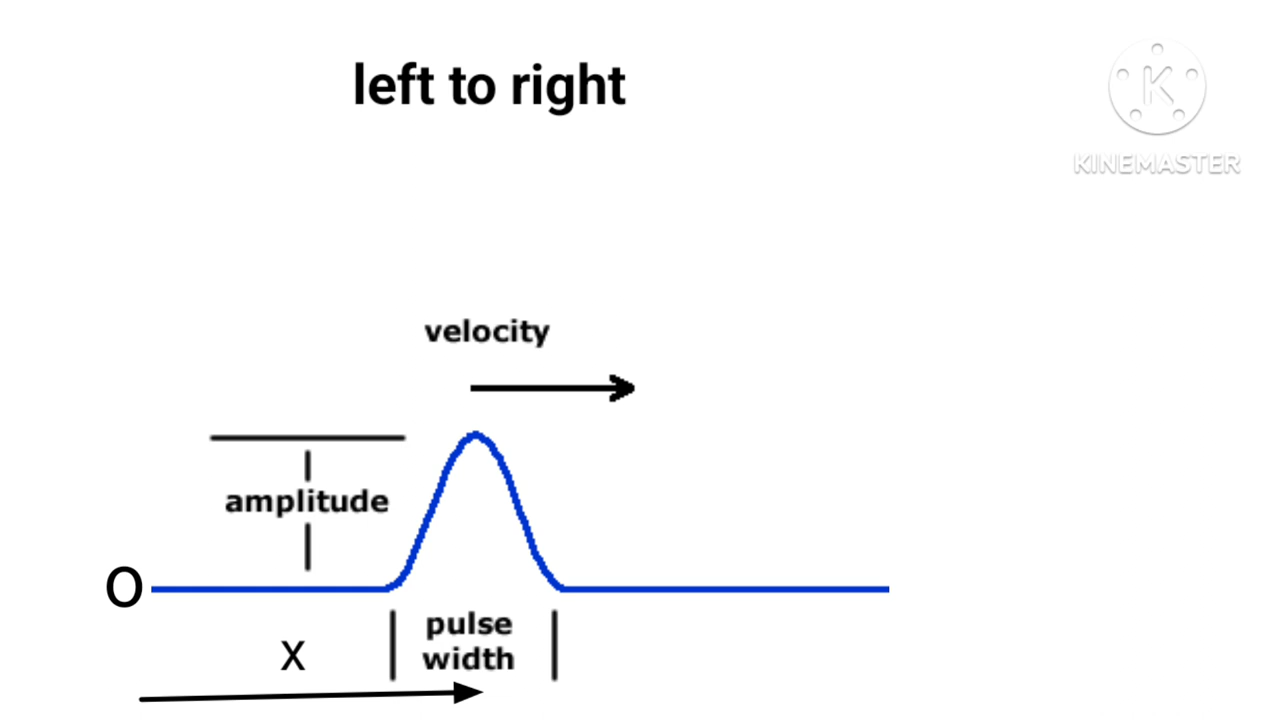 left to right
K
KINEMASTER
velocity
amplitude
O
pulse
width
X